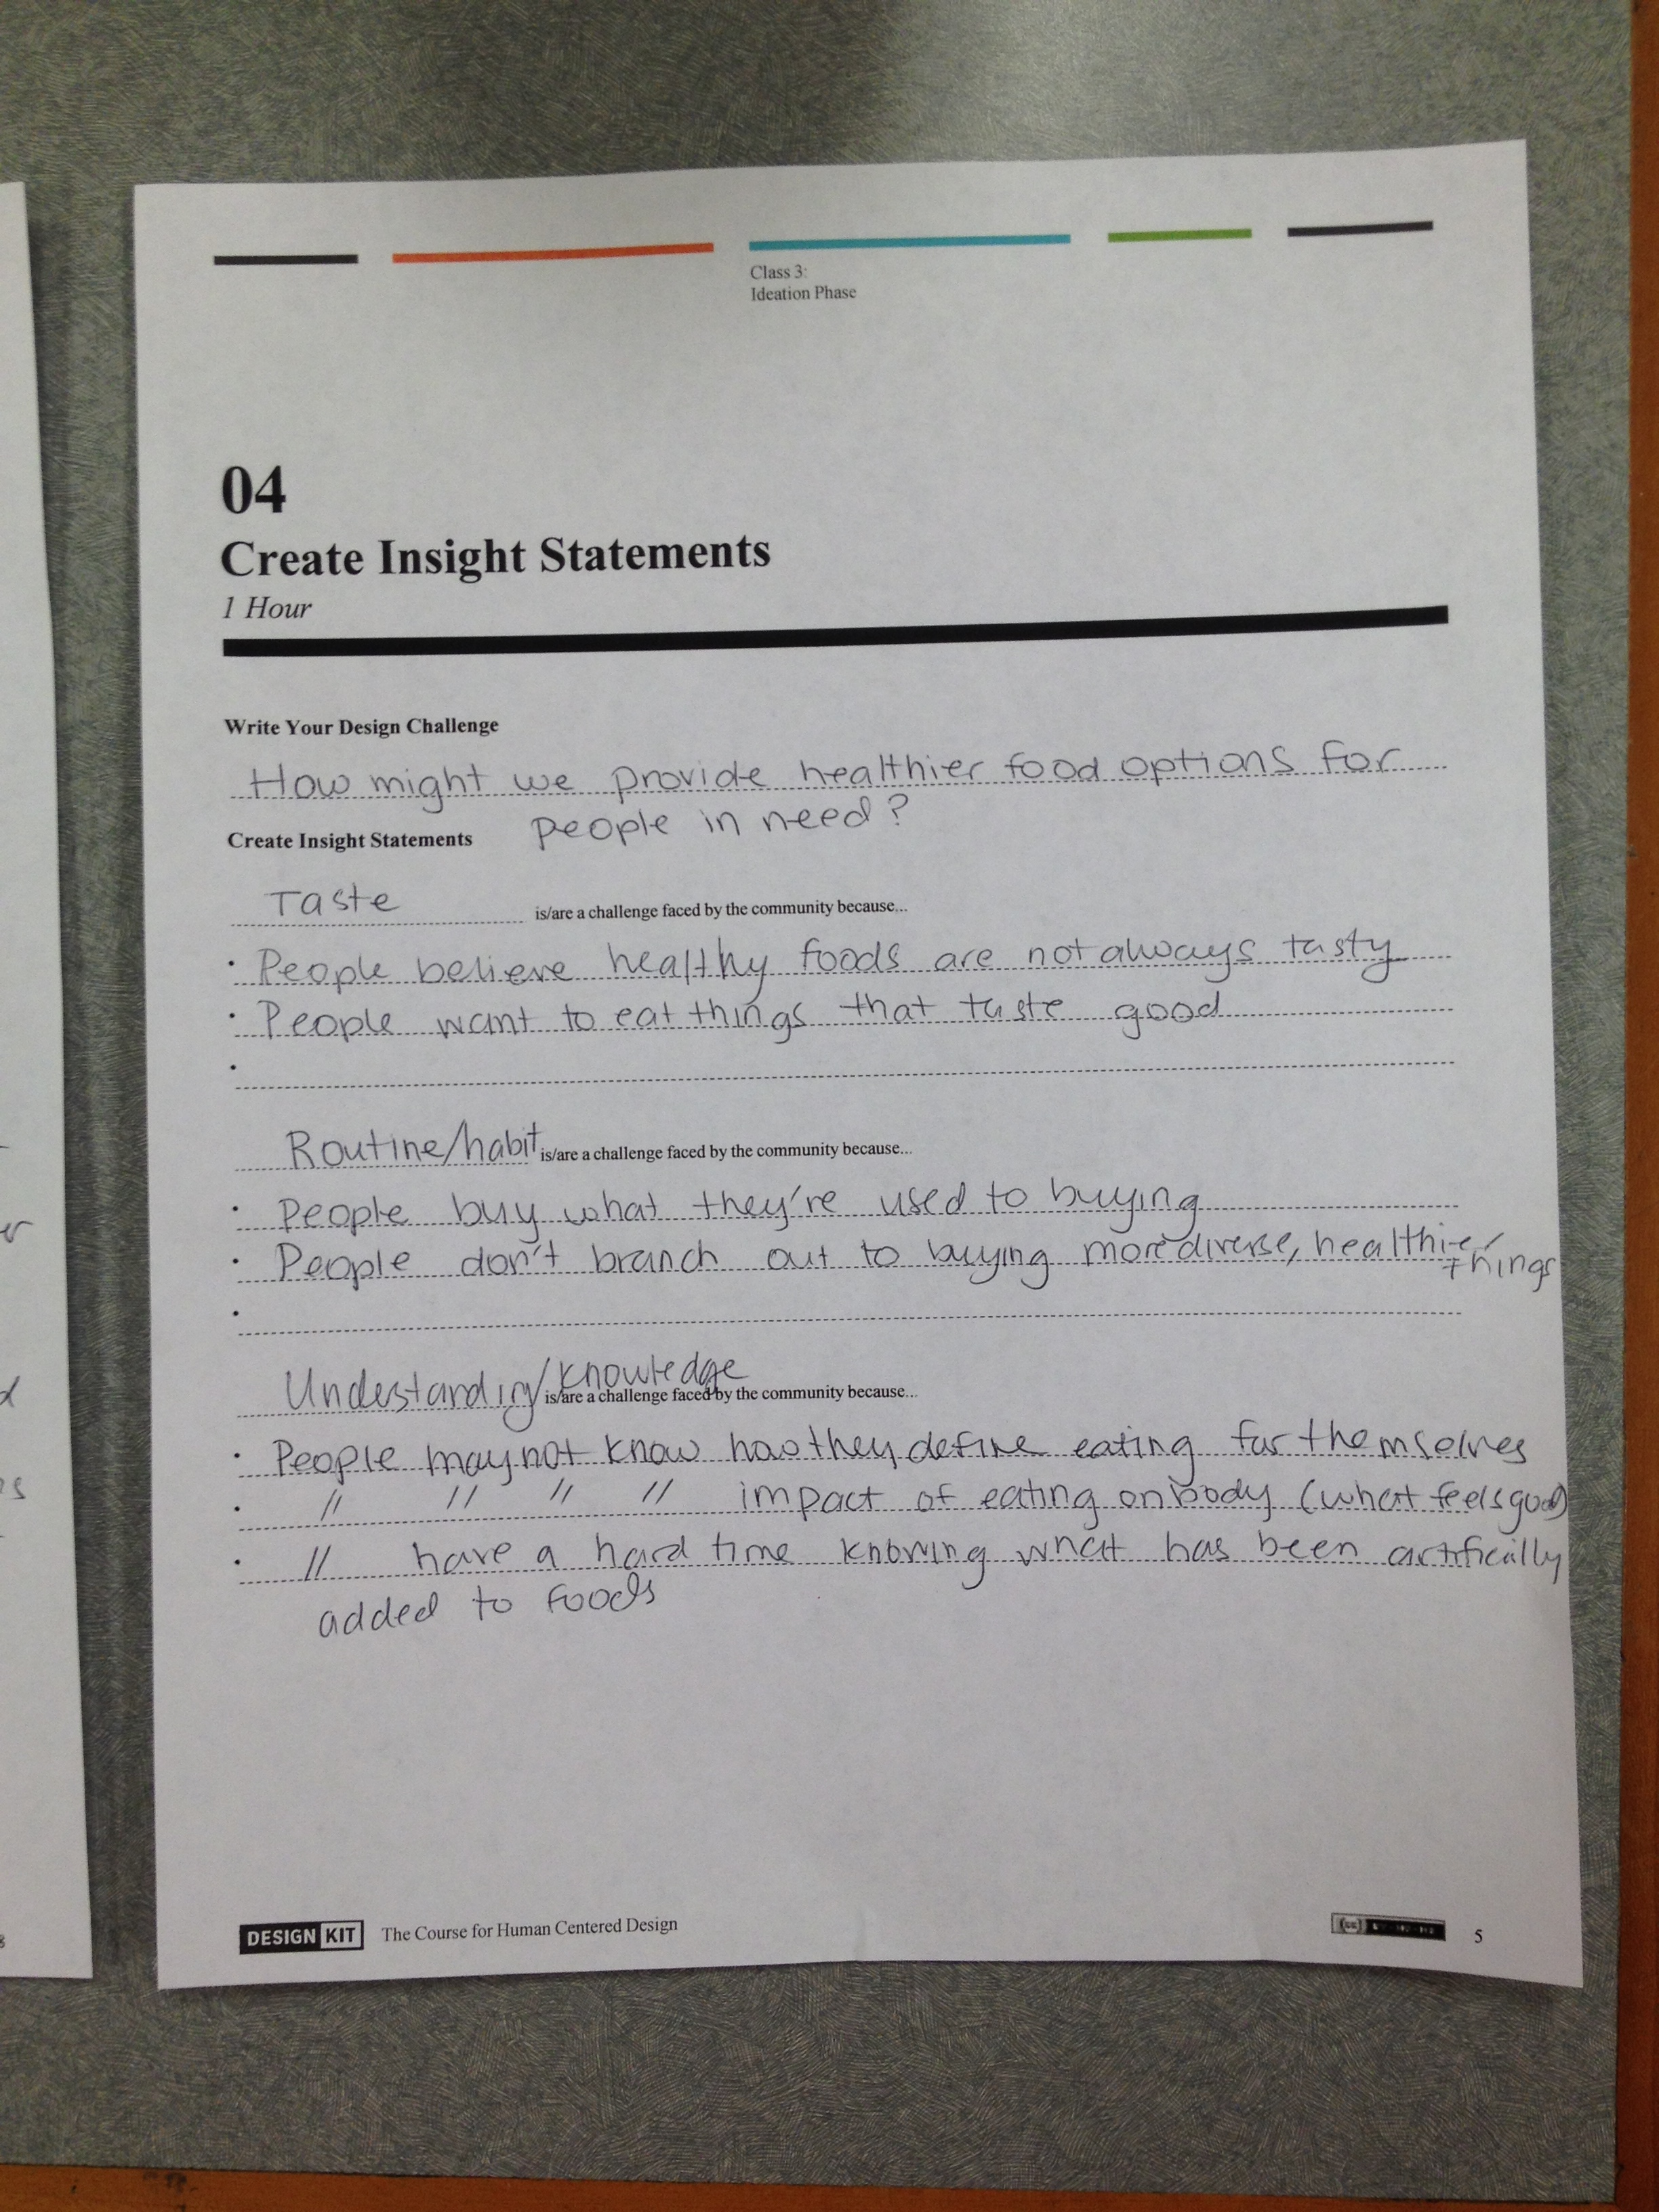 Class 3:
Ideation Phase
04
Create Insight Statements
1 Hour
Write Your Design Challenge
How might we provide healthier food options for
people in need?
Create Insight Statements
Taste is/are a challenge faced by the community because...
• People believe healthy foods are not always tasty
• People want to eat things that taste good
•
Routine/habit is/are a challenge faced by the community because...
• People buy what they're used to buying
• People don't branch out to buying more diverse, healthier
things
•
Understanding/knowledge is/are a challenge faced by the community because...
• People may not know how they define eating for themselves
• " " " " impact of eating on body (what feels good)
• " have a hard time knowing what has been artifically
added to foods
DESIGN KIT The Course for Human Centered Design
5